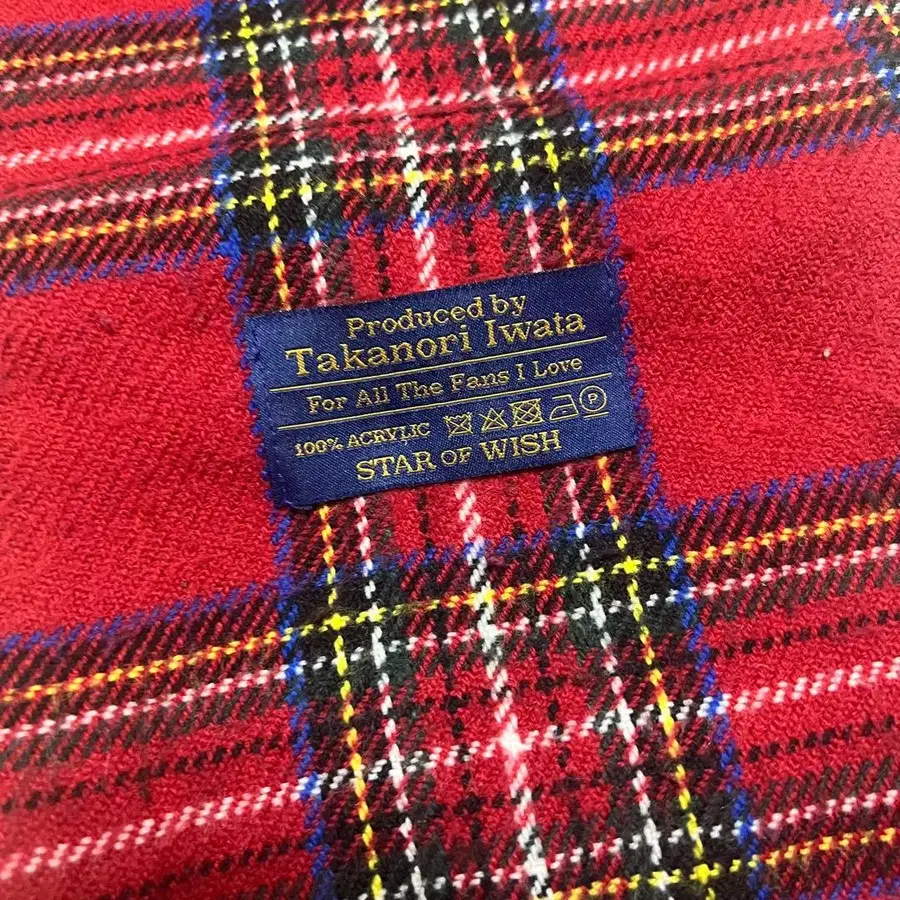 Produced by
Takanori Iwata
For All The Fans I Love
100% ACRYLIC P
STAR OF WISH